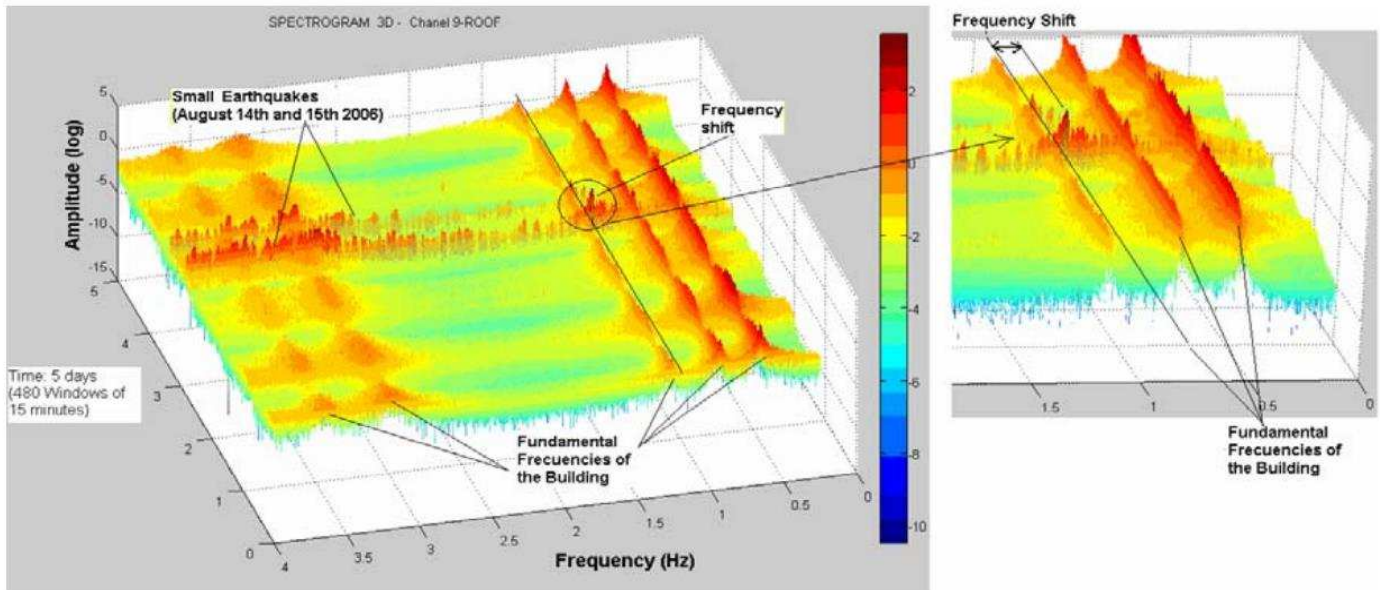 SPECTROGRAM 3D - Chanel 9-ROOF
Small Earthquakes
(August 14th and 15th 2006)
Frequency
shift
Amplitude (log)
5
0
-5
-10
-15
5
4
3
2
1
0
Time: 5 days
(480 Windows of
15 minutes)
Fundamental
Frecuencies of
the Building
4
3.5
3
2.5
2
1.5
1
0.5
0
Frequency (Hz)
2
0
-2
-4
-6
-8
-10
Frequency Shift
1.5
1
0.5
0
Fundamental
Frecuencies of
the Building